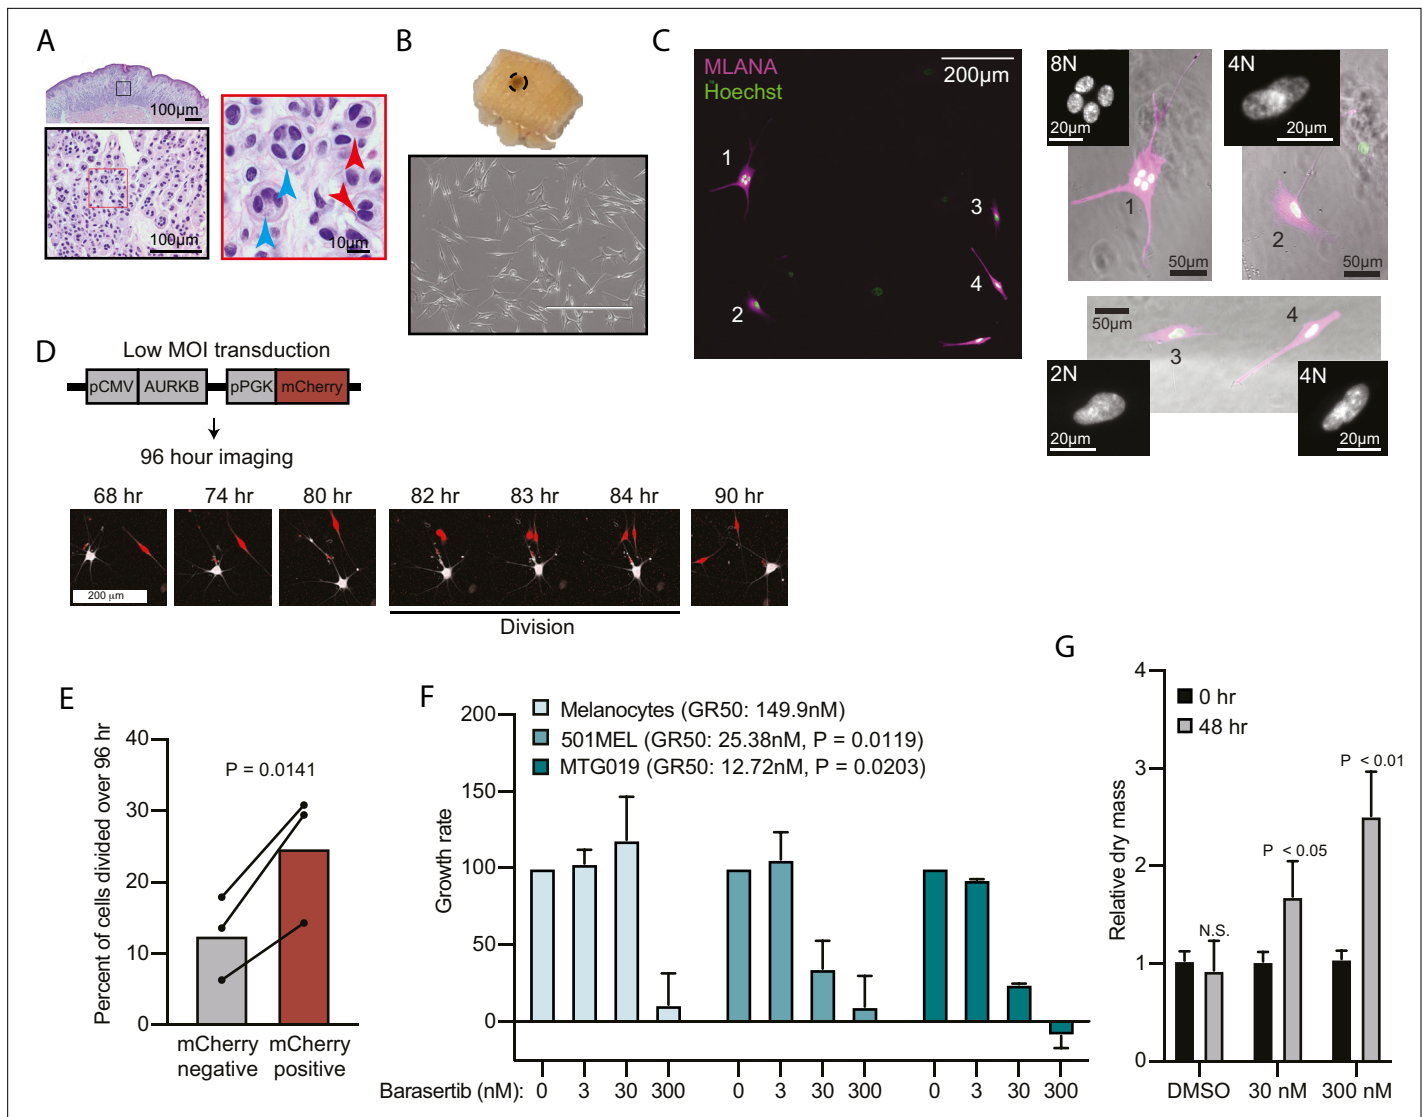 A
100µm
100µm
10µm
B
C
MLANA
Hoechst
200µm
1
2
3
4
8N
20µm
1
50µm
4N
20µm
2
50µm
50µm
3
4
2N
20µm
4N
20µm
D
Low MOI transduction
pCMV AURKB pPGK mCherry
96 hour imaging
68 hr 74 hr 80 hr 82 hr 83 hr 84 hr 90 hr
200 µm
Division
E
Percent of cells divided over 96 hr
40
30
20
10
0
P = 0.0141
mCherry negative
mCherry positive
F
Growth rate
200
150
100
50
0
Melanocytes (GR50: 149.9nM)
501MEL (GR50: 25.38nM, P = 0.0119)
MTG019 (GR50: 12.72nM, P = 0.0203)
Barasertib (nM): 0 3 30 300 0 3 30 300 0 3 30 300
G
Relative dry mass
4
3
2
1
0
0 hr
48 hr
N.S.
P < 0.05
P < 0.01
DMSO 30 nM 300 nM